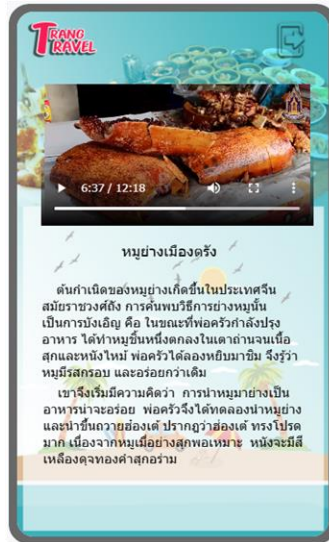 TRANG
TRAVEL
6:37 / 12:18
หมูย่างเมืองตรัง
ต้นกำเนิดของหมูย่างเกิดขึ้นในประเทศจีน
สมัยราชวงศ์ถัง การค้นพบวิธีการย่างหมูนั้น
เป็นการบังเอิญ คือ ในขณะที่พ่อครัวกำลังปรุง
อาหาร ได้ทำหมูชิ้นหนึ่งตกลงในเตาถ่านจนเนื้อ
สุกและหนังไหม้ พ่อครัวได้ลองหยิบมาชิม จึงรู้ว่า
หมูมีรสกรอบ และอร่อยกว่าเดิม
เขาจึงเริ่มมีความคิดว่า การนำหมูมาย่างเป็น
อาหารน่าจะอร่อย พ่อครัวจึงได้ทดลองนำหมูย่าง
และนำขึ้นถวายฮ่องเต้ ปรากฎว่าฮ่องเต้ ทรงโปรด
มาก เนื่องจากหมูเมื่อย่างสุกพอเหมาะ หนังจะมีสี
เหลืองดุจทองคำสุกอร่าม